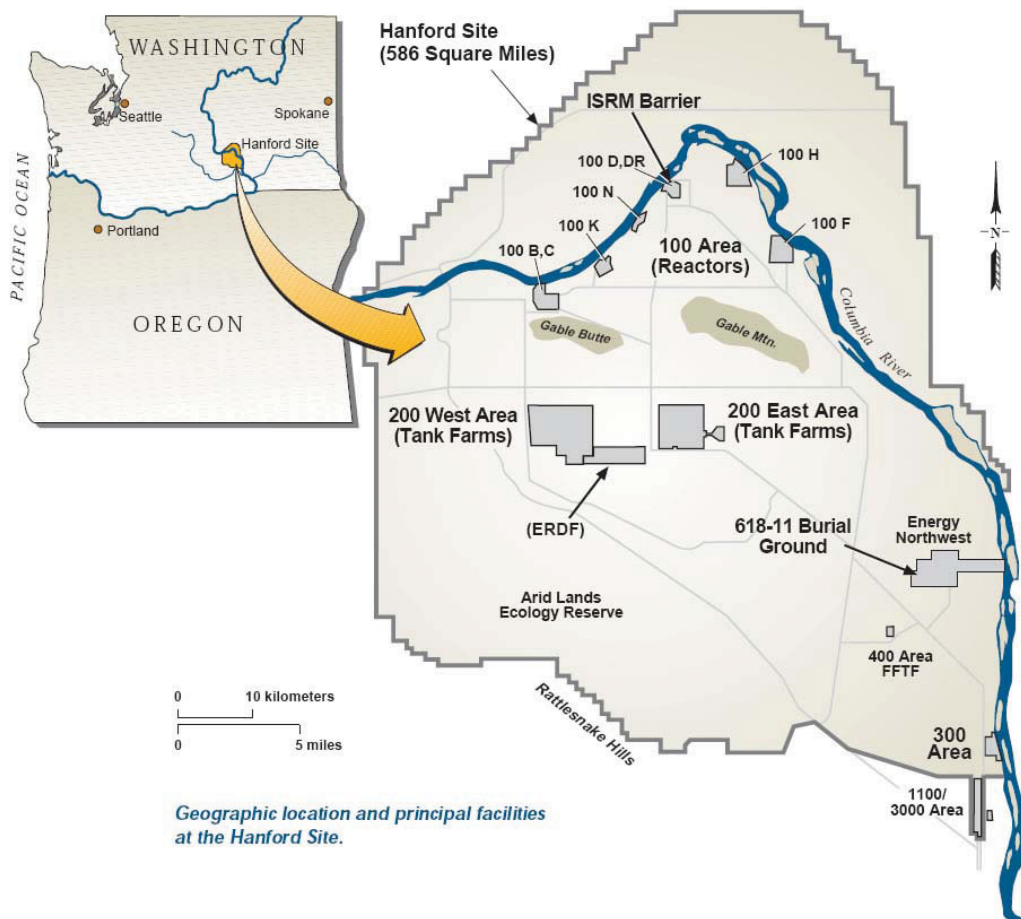 WASHINGTON
Seattle
Spokane
Hanford Site
PACIFIC OCEAN
Portland
OREGON
Hanford Site
(586 Square Miles)
ISRM Barrier
100 D,DR
100 H
100 N
100 K
100 F
100 B,C
100 Area
(Reactors)
-N-
Gable Butte
Gable Mtn.
Columbia River
200 West Area
(Tank Farms)
200 East Area
(Tank Farms)
(ERDF)
618-11 Burial
Ground
Energy
Northwest
Arid Lands
Ecology Reserve
400 Area
FFTF
Rattlesnake Hills
0 10 kilometers
0 5 miles
300
Area
1100/
3000 Area
Geographic location and principal facilities
at the Hanford Site.